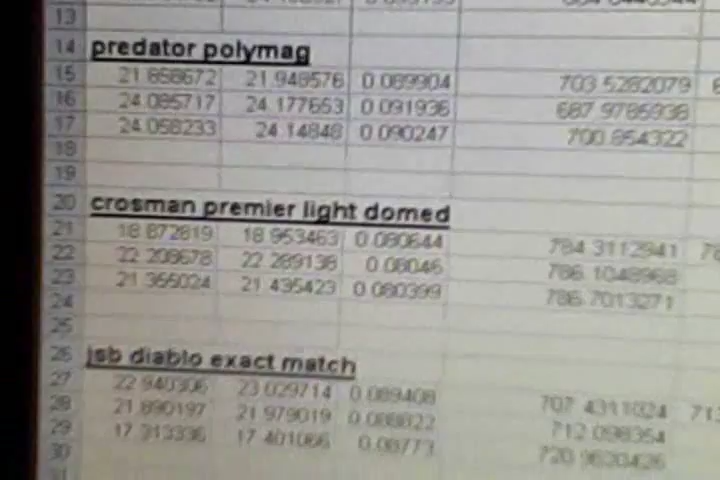 13
14 predator polymag
15 21 858672 21 948576 0 089904 703 5282079
16 24 085717 24 177653 0 091936 687 9785938
17 24 058233 24 14848 0 090247 700 854322
18
19
20 crosman premier light domed
21 18 872819 18 953463 0 080644 784 3112941
22 22 208678 22 289138 0 08046 786 1048968
23 21 355024 21 435423 0 080399 786 7013271
24
25
26 jsb diablo exact match
27 22 940306 23 029714 0 089408 707 4311024
28 21 890197 21 979019 0 088822 712 098354
29 17 313336 17 401066 0.08773 720 9620426
30
31